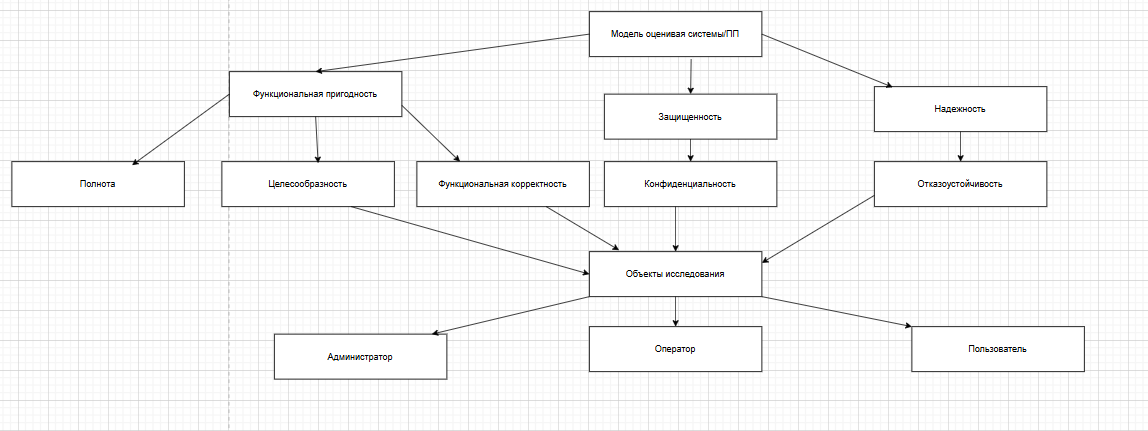 Модель оценивая системы/ПП
Функциональная пригодность
Защищенность
Надежность
Полнота
Целесообразность
Функциональная корректность
Конфиденциальность
Отказоустойчивость
Объекты исследования
Администратор
Оператор
Пользователь